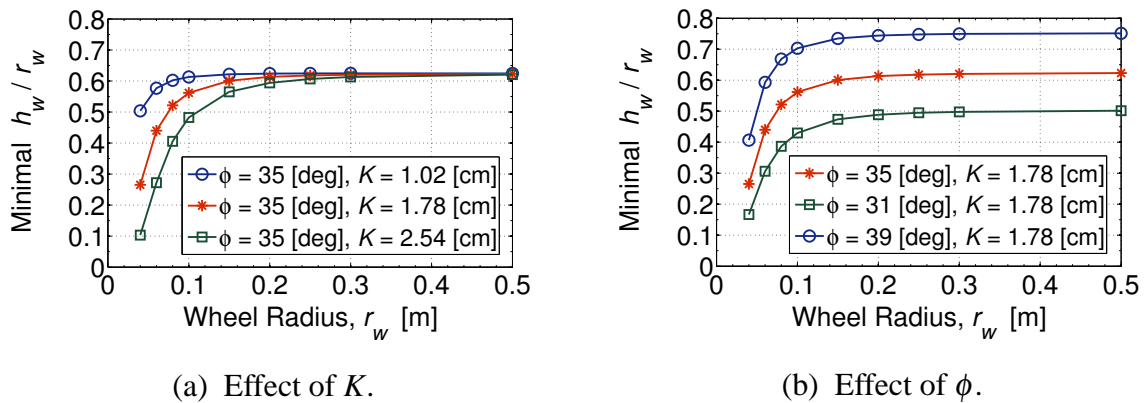 0.8
0.7
0.6
0.5
0.4
0.3
0.2
0.1
0
Minimal h_w / r_w
ϕ = 35 [deg], K = 1.02 [cm]
ϕ = 35 [deg], K = 1.78 [cm]
ϕ = 35 [deg], K = 2.54 [cm]
0 0.1 0.2 0.3 0.4 0.5
Wheel Radius, r_w [m]
(a) Effect of K.
0.8
0.7
0.6
0.5
0.4
0.3
0.2
0.1
0
Minimal h_w / r_w
ϕ = 35 [deg], K = 1.78 [cm]
ϕ = 31 [deg], K = 1.78 [cm]
ϕ = 39 [deg], K = 1.78 [cm]
0 0.1 0.2 0.3 0.4 0.5
Wheel Radius, r_w [m]
(b) Effect of ϕ.